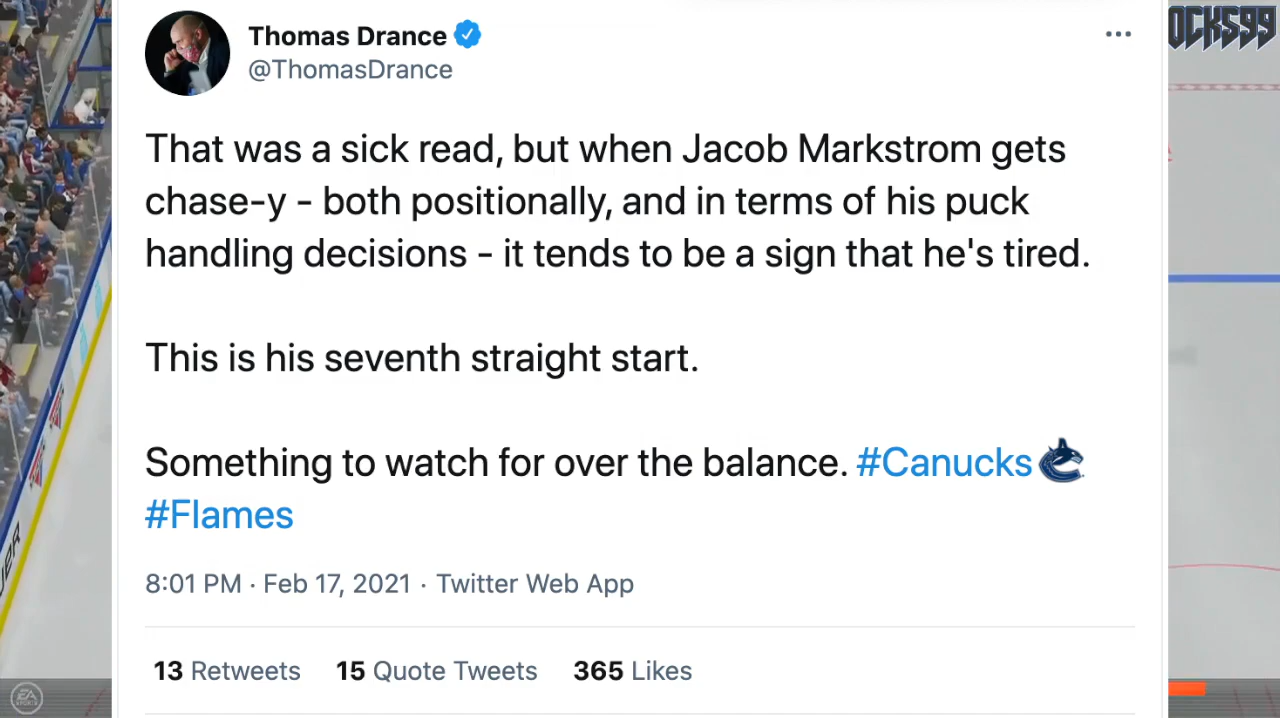 Thomas Drance
@ThomasDrance
OCKS99
That was a sick read, but when Jacob Markstrom gets
chase-y - both positionally, and in terms of his puck
handling decisions - it tends to be a sign that he's tired.
This is his seventh straight start.
Something to watch for over the balance. #Canucks
#Flames
8:01 PM · Feb 17, 2021 · Twitter Web App
13 Retweets 15 Quote Tweets 365 Likes
EA
SPORTS